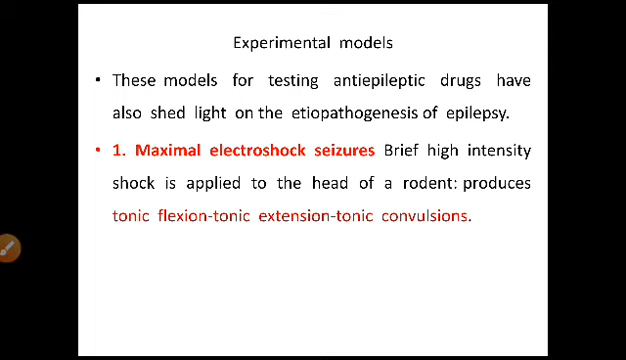 Experimental models
• These models for testing antiepileptic drugs have
also shed light on the etiopathogenesis of epilepsy.
• 1. Maximal electroshock seizures Brief high intensity
shock is applied to the head of a rodent: produces
tonic flexion-tonic extension-tonic convulsions.